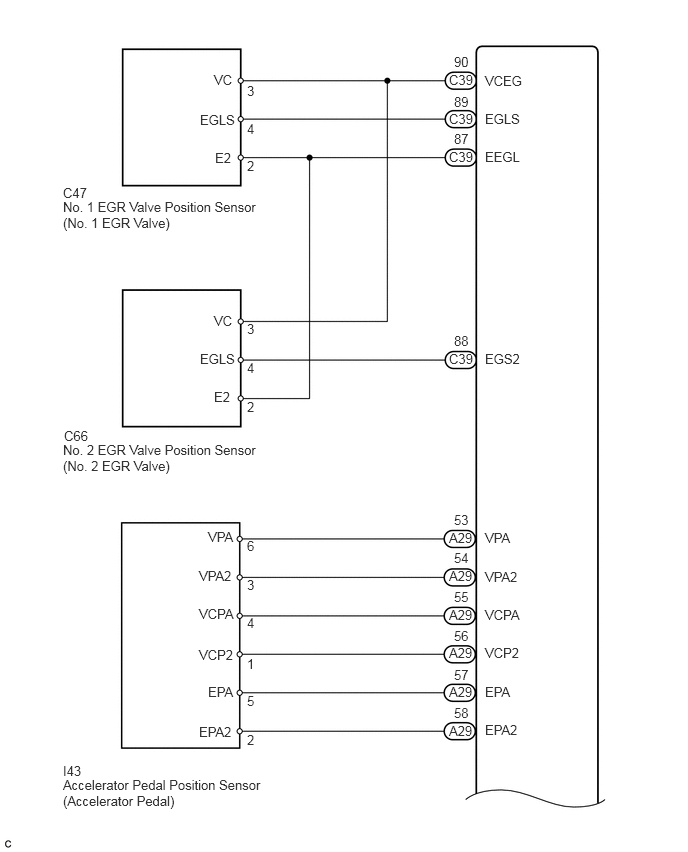 90
VC C39 VCEG
3
89
EGLS C39 EGLS
4
87
E2 C39 EEGL
2
C47
No. 1 EGR Valve Position Sensor
(No. 1 EGR Valve)
VC
3
88
EGLS C39 EGS2
4
E2
2
C66
No. 2 EGR Valve Position Sensor
(No. 2 EGR Valve)
53
VPA A29 VPA
6
54
VPA2 A29 VPA2
3
55
VCPA A29 VCPA
4
56
VCP2 A29 VCP2
1
57
EPA A29 EPA
5
58
EPA2 A29 EPA2
2
I43
Accelerator Pedal Position Sensor
(Accelerator Pedal)
c